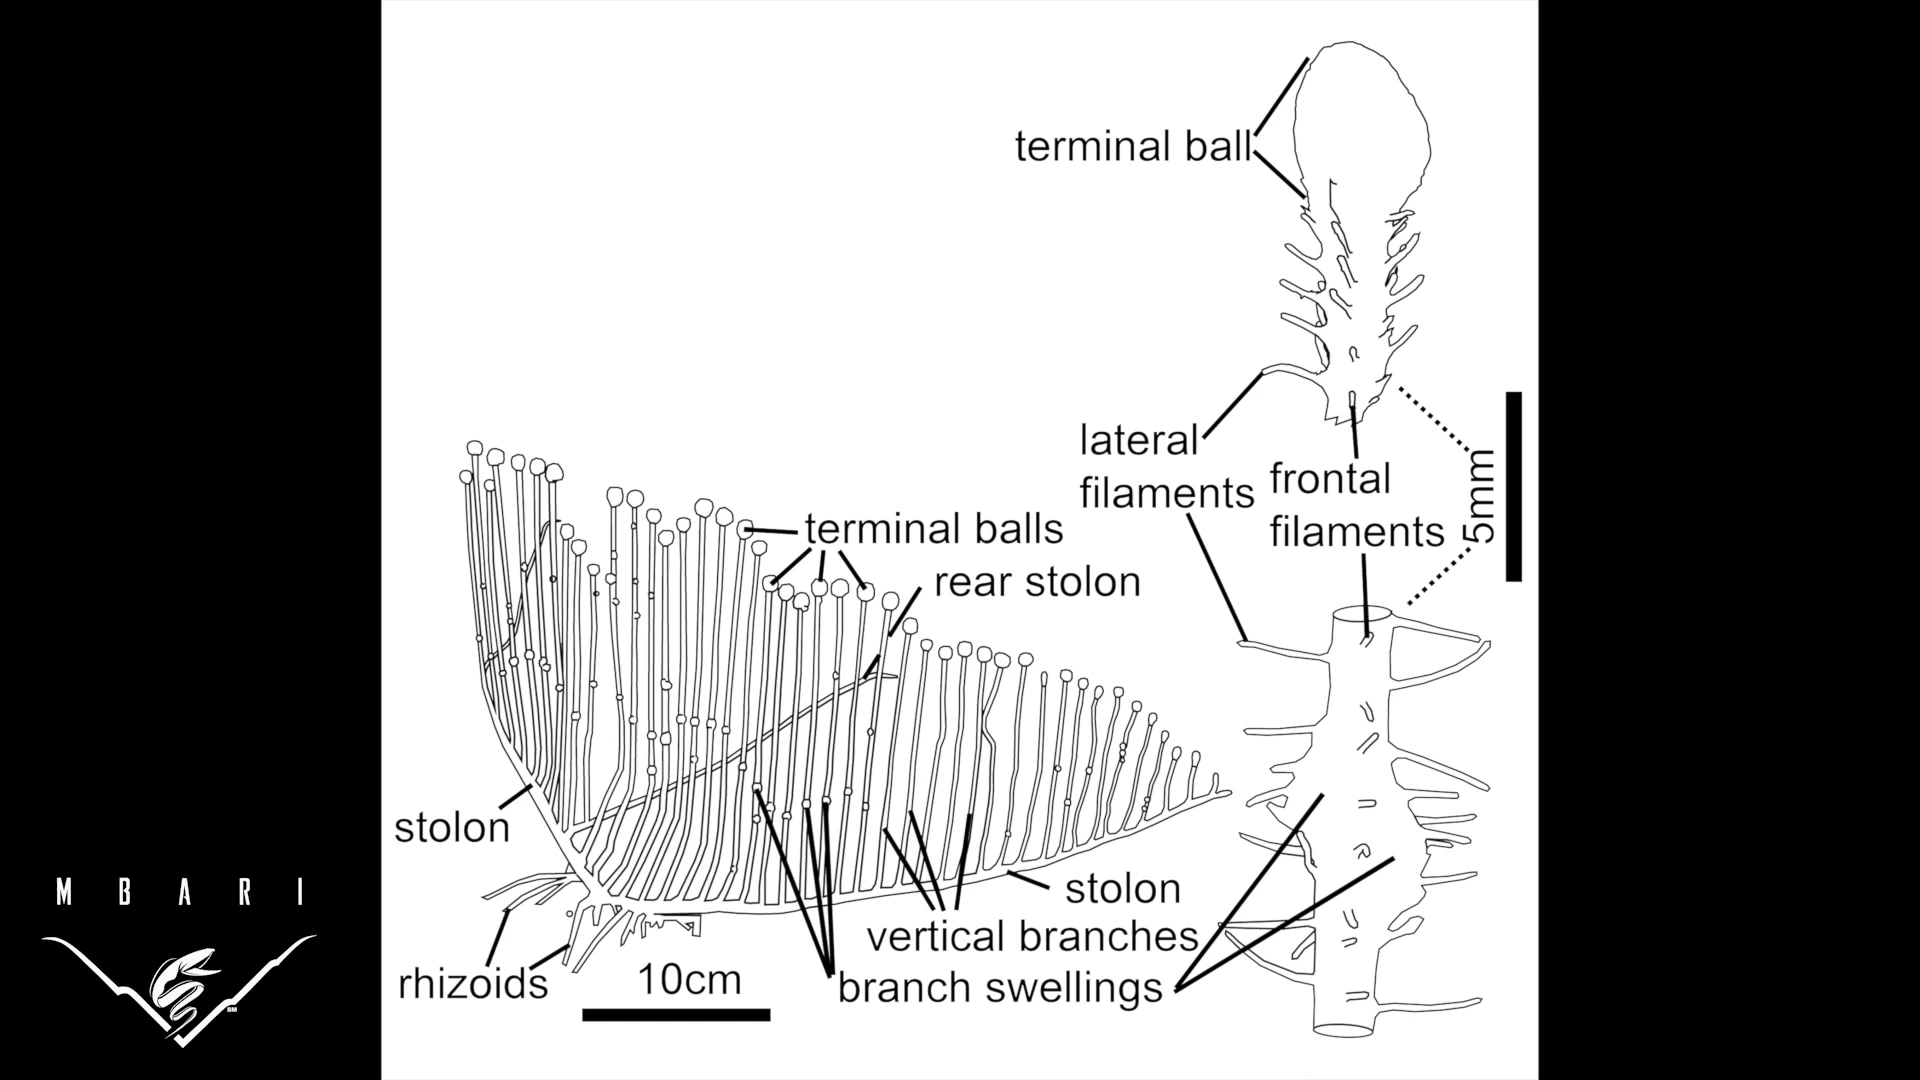 terminal ball
lateral
filaments
frontal
filaments
5mm
terminal balls
rear stolon
stolon
stolon
vertical branches
branch swellings
rhizoids
10cm
M B A R I
SM